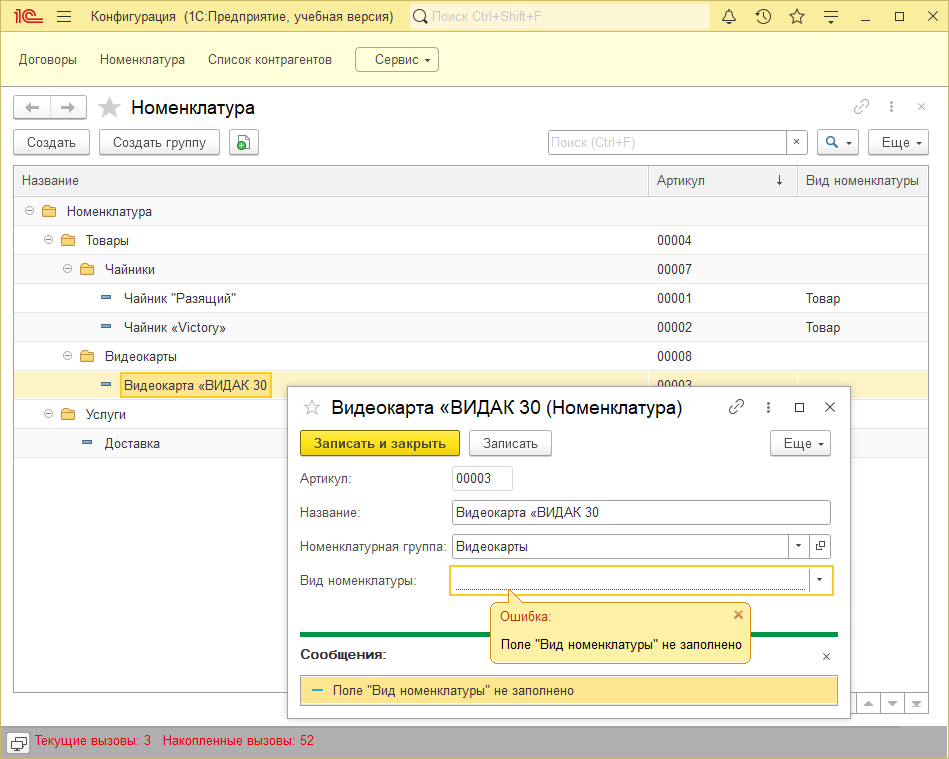 1С Конфигурация (1С:Предприятие, учебная версия) Поиск Ctrl+Shift+F
Договоры Номенклатура Список контрагентов Сервис
Номенклатура
Создать Создать группу Поиск (Ctrl+F) × Еще
Название Артикул ↓ Вид номенклатуры
Номенклатура
Товары 00004
Чайники 00007
Чайник "Разящий" 00001 Товар
Чайник «Victory» 00002 Товар
Видеокарты 00008
Видеокарта «ВИДАК 30 00003
Услуги
Доставка
Видеокарта «ВИДАК 30 (Номенклатура)
Записать и закрыть Записать Еще
Артикул: 00003
Название: Видеокарта «ВИДАК 30
Номенклатурная группа: Видеокарты
Вид номенклатуры:
Ошибка:
Поле "Вид номенклатуры" не заполнено
Сообщения:
Поле "Вид номенклатуры" не заполнено
Текущие вызовы: 3 Накопленные вызовы: 52